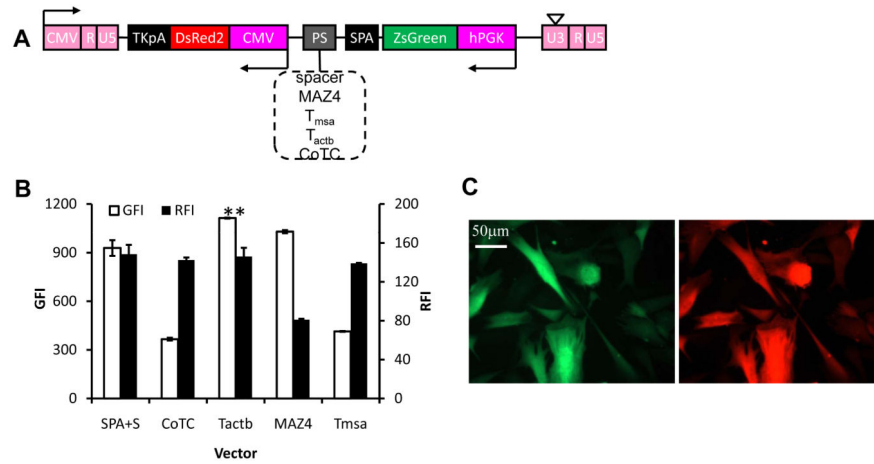 A
CMV R U5 TKpA DsRed2 CMV PS SPA ZsGreen hPGK U3 R U5
spacer
MAZ4
Tmsa
Tactb
CoTC
B
1200
900
600
300
0
GFI
GFI RFI
**
200
160
120
80
40
0
RFI
SPA+S CoTC Tactb MAZ4 Tmsa
Vector
C
50μm